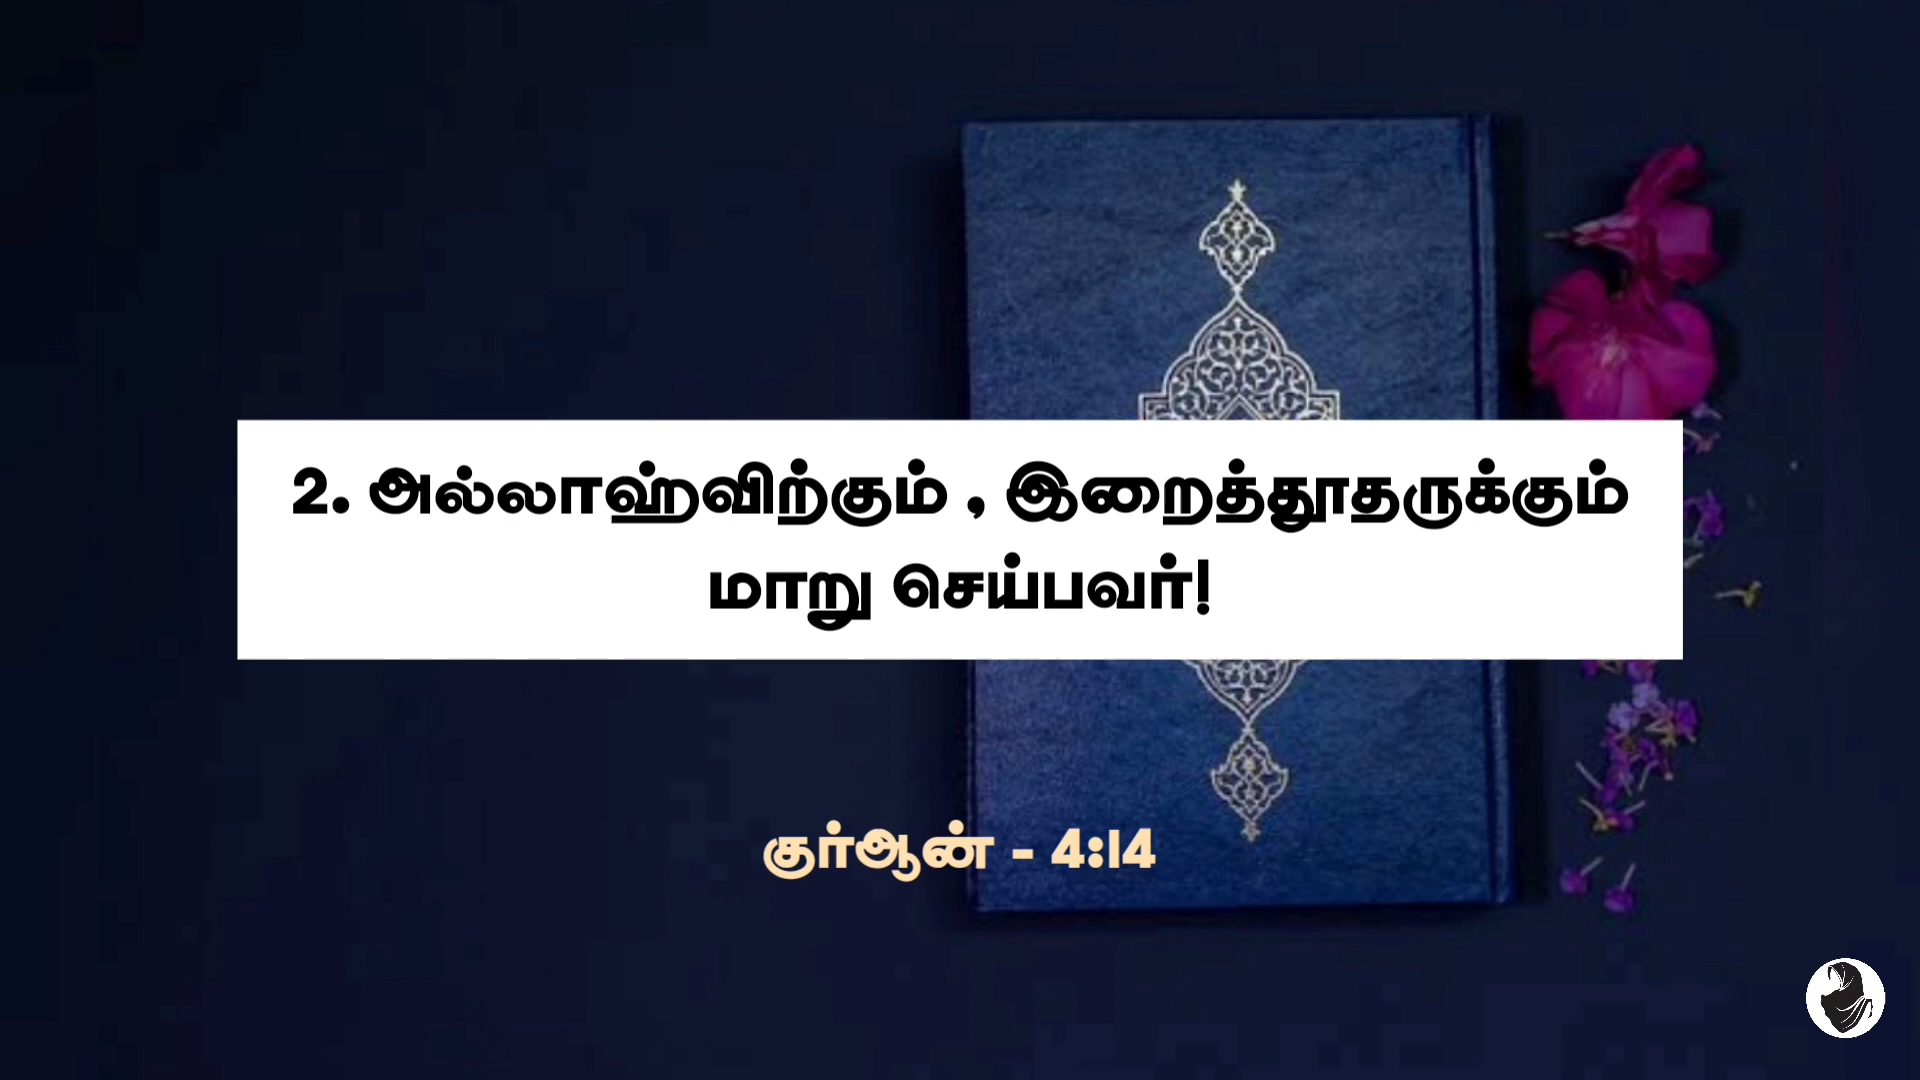 2. அல்லாஹ்விற்கும் , இறைத்தூதருக்கும்
மாறு செய்பவர்!
குர்ஆன் - 4:14